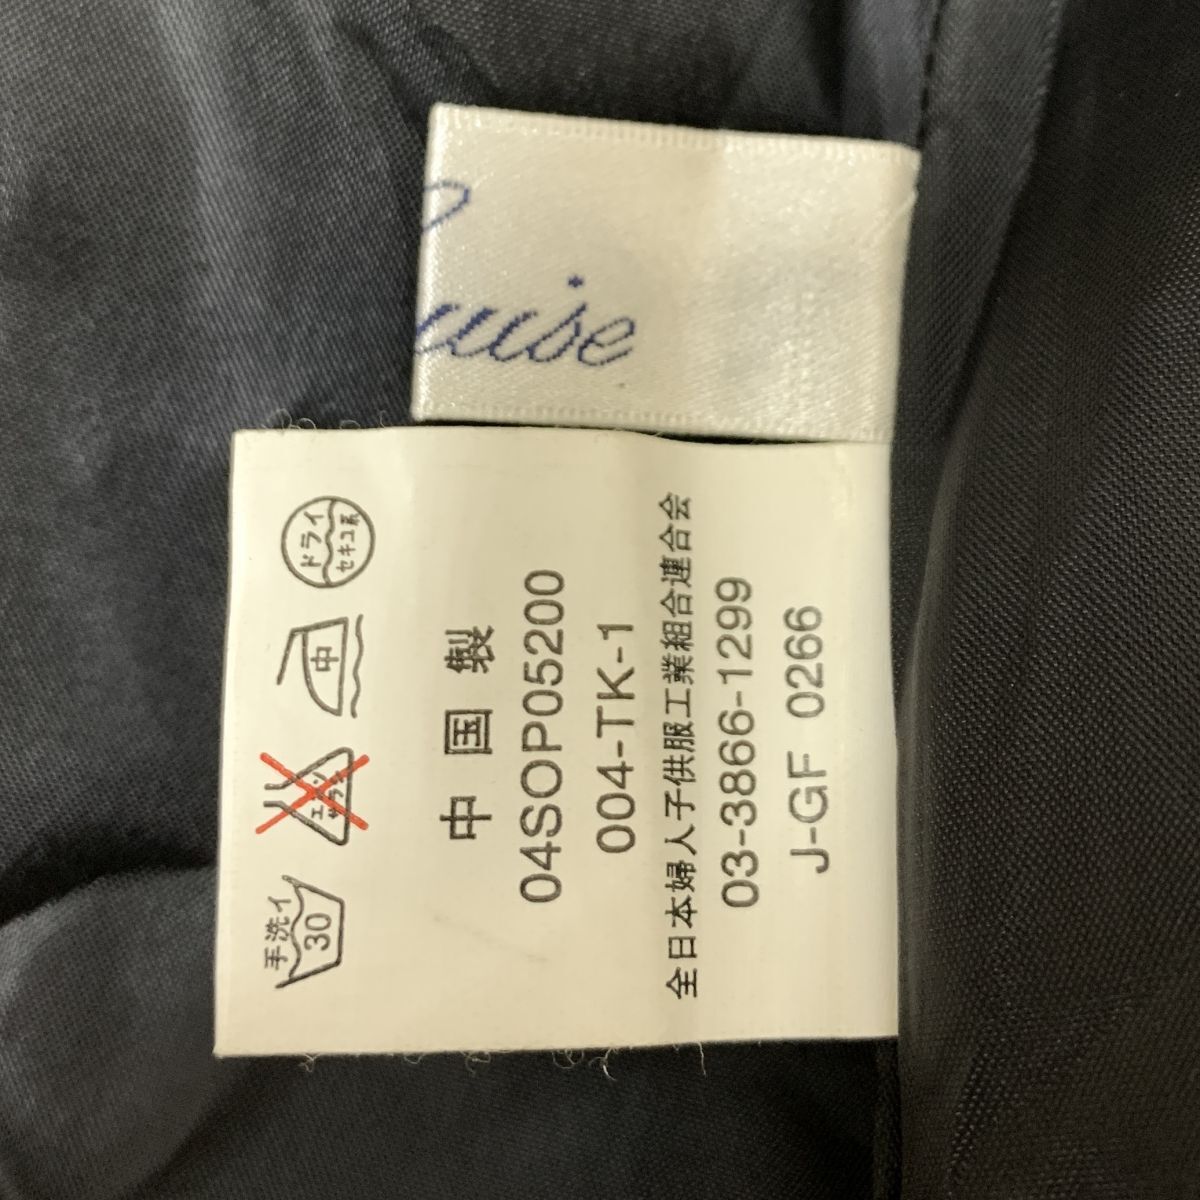 uise
手洗イ
30
エンソ
サラシ
中
ドライ
セキユ系
中国製
04SOP05200
004-TK-1
全日本婦人子供服工業組合連合会
03-3866-1299
J-GF 0266